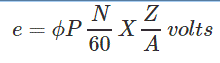 e = ϕP N/60 X Z/A volts